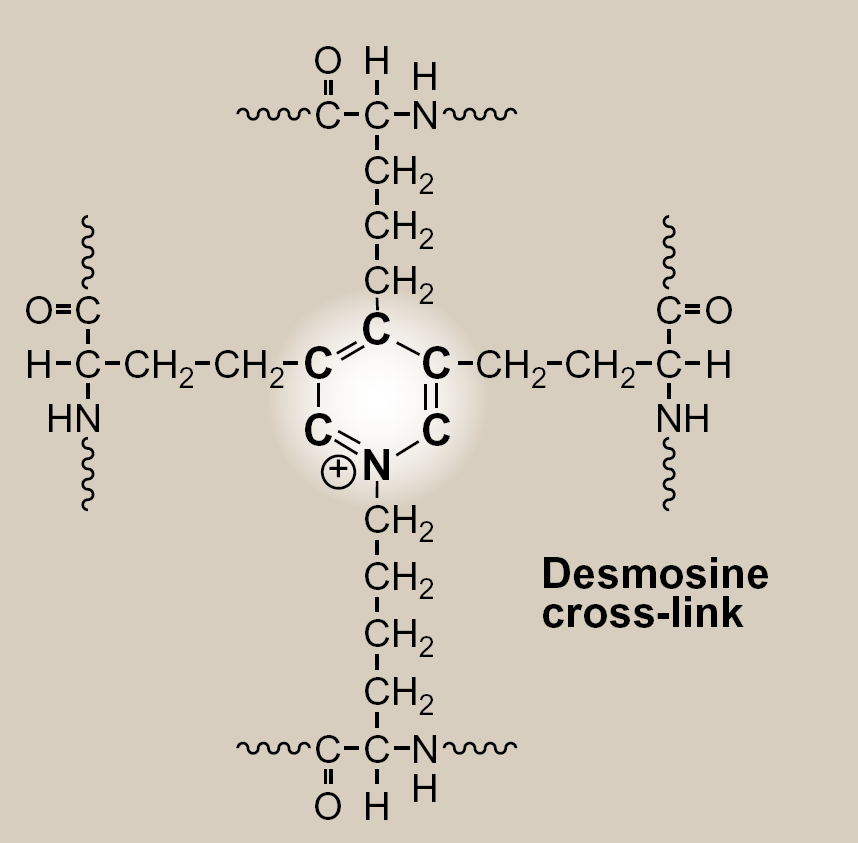 O H H
C-C-N
CH2
CH2
CH2
O=C
C=O
C
H-C-CH2-CH2-C
C-CH2-CH2-C-H
HN
NH
C
C
+ N
CH2
CH2
Desmosine
cross-link
CH2
CH2
C-C-N
O H H